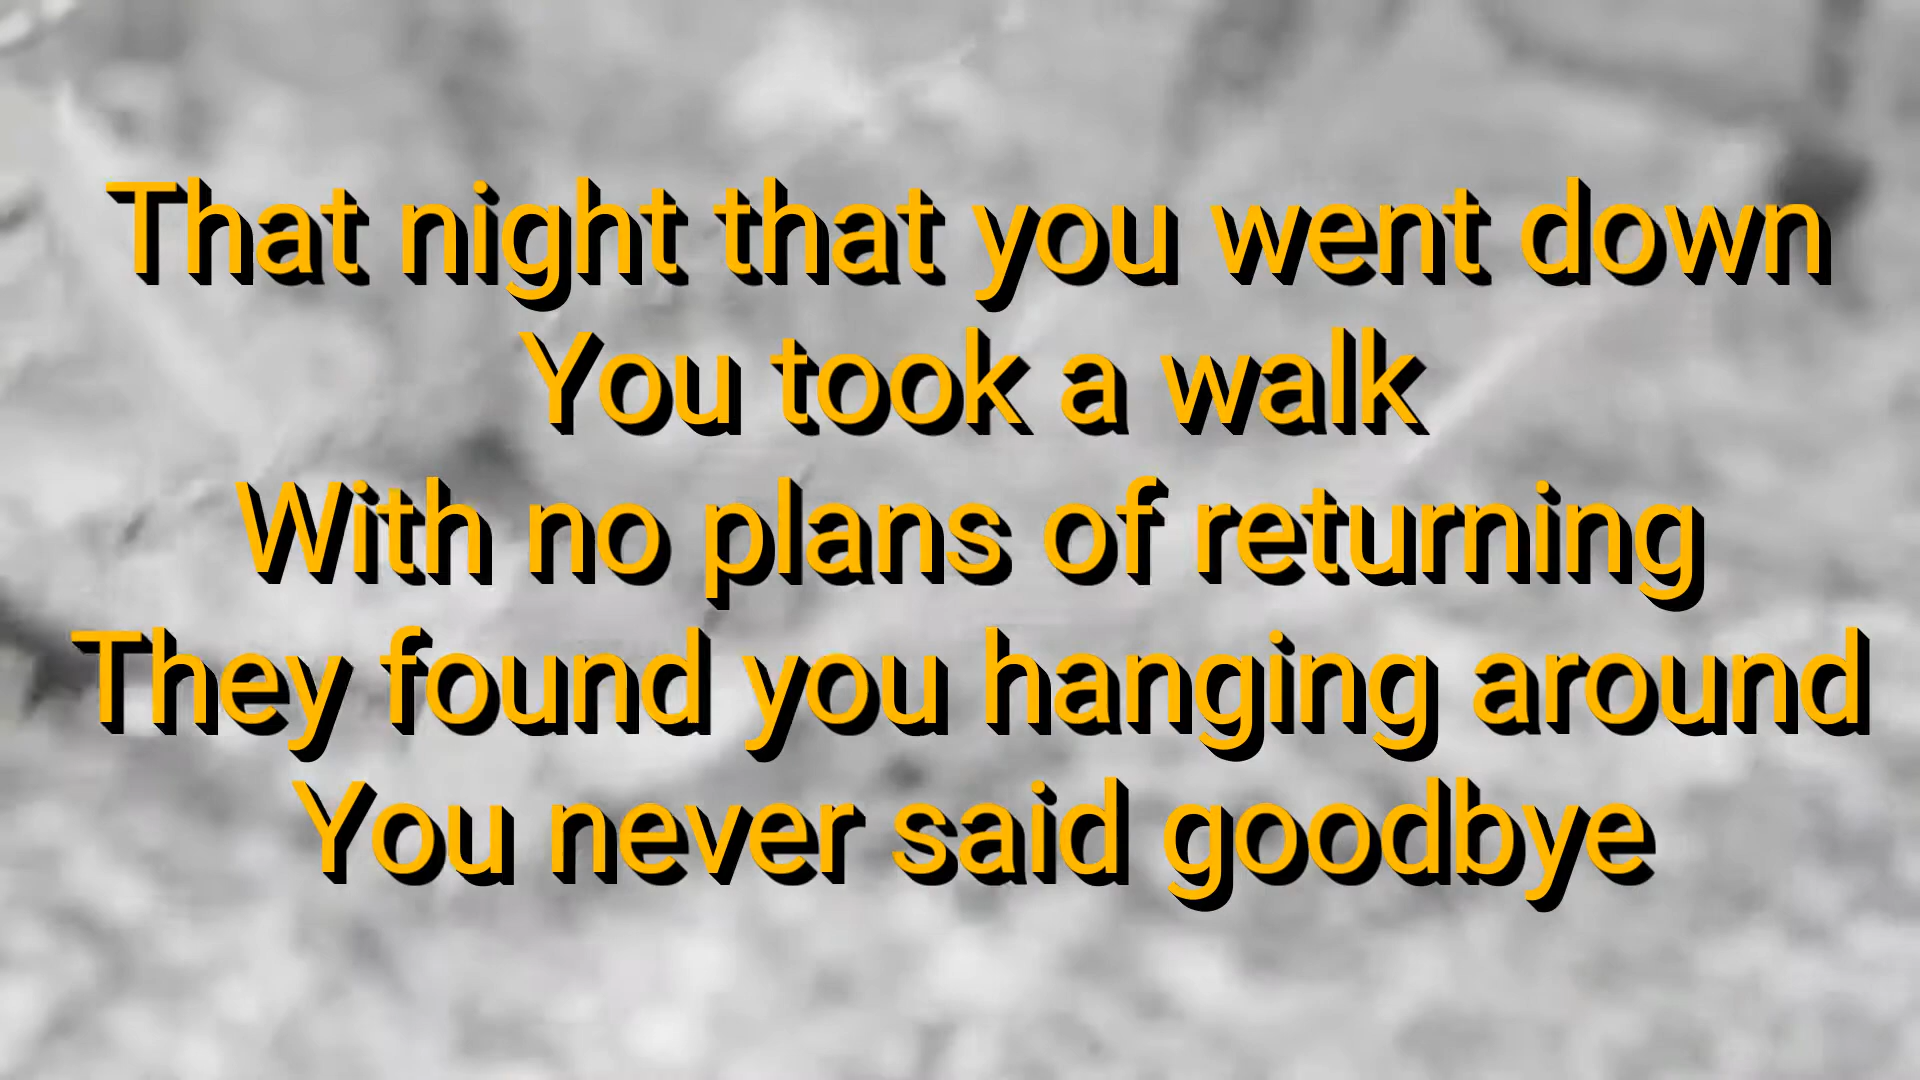 That night that you went down
You took a walk
With no plans of returning
They found you hanging around
You never said goodbye